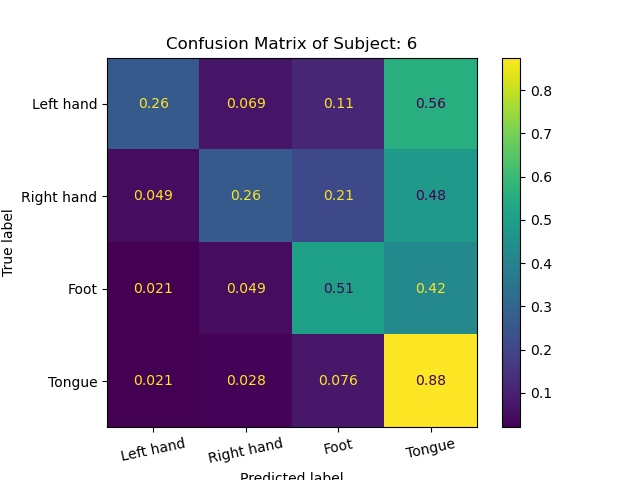 Confusion Matrix of Subject: 6
True label
Left hand 0.26 0.069 0.11 0.56
Right hand 0.049 0.26 0.21 0.48
Foot 0.021 0.049 0.51 0.42
Tongue 0.021 0.028 0.076 0.88
Left hand Right hand Foot Tongue
Predicted label
0.8
0.7
0.6
0.5
0.4
0.3
0.2
0.1